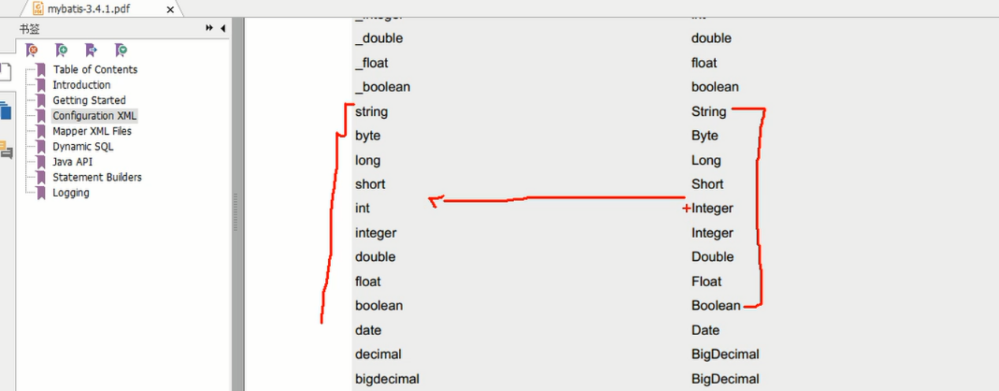 mybatis-3.4.1.pdf
书签
Table of Contents
Introduction
Getting Started
Configuration XML
Mapper XML Files
Dynamic SQL
Java API
Statement Builders
Logging
_double double
_float float
_boolean boolean
string String
byte Byte
long Long
short Short
int Integer
integer Integer
double Double
float Float
boolean Boolean
date Date
decimal BigDecimal
bigdecimal BigDecimal